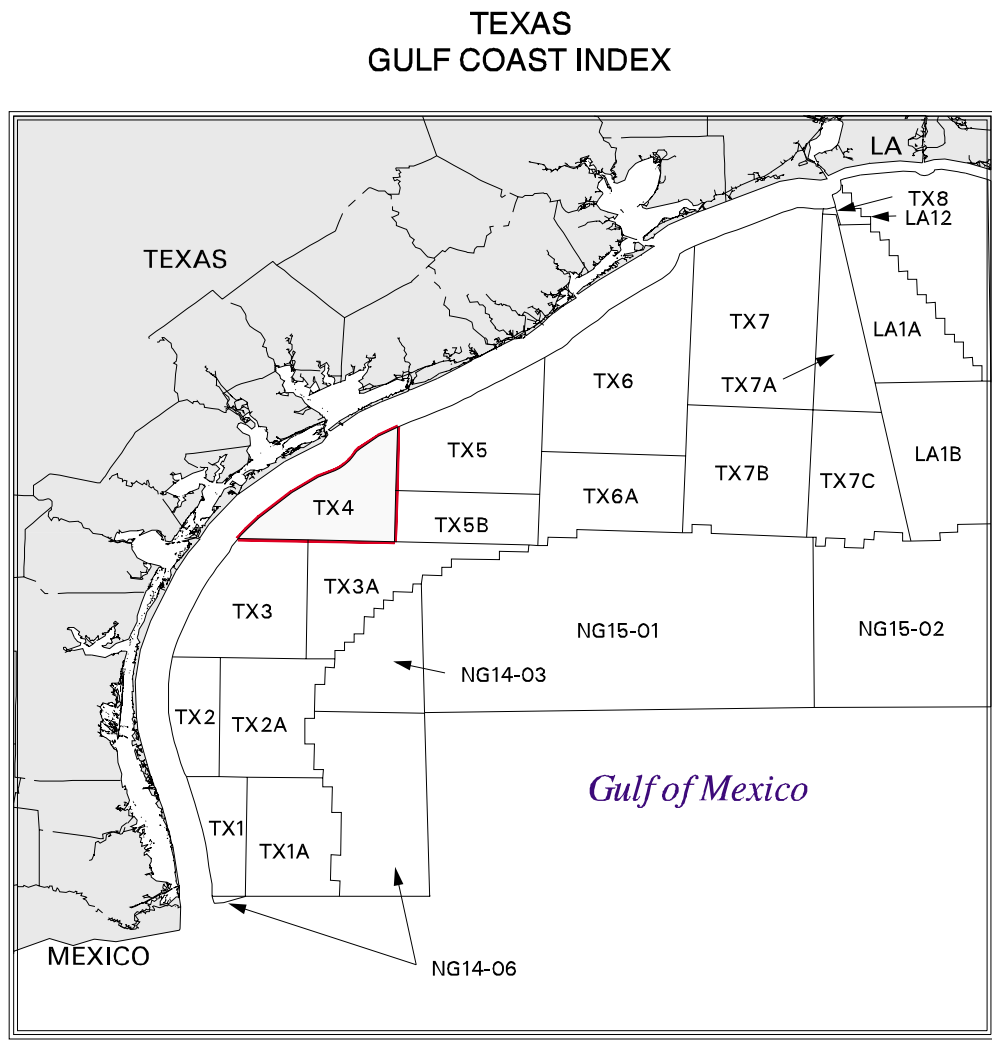 TEXAS
GULF COAST INDEX
LA
TX8
LA12
TEXAS
TX7
LA1A
TX6
TX7A
TX5
LA1B
TX7B
TX7C
TX6A
TX4
TX5B
TX3A
TX3
NG15-01
NG15-02
NG14-03
TX2
TX2A
Gulf of Mexico
TX1
TX1A
MEXICO
NG14-06